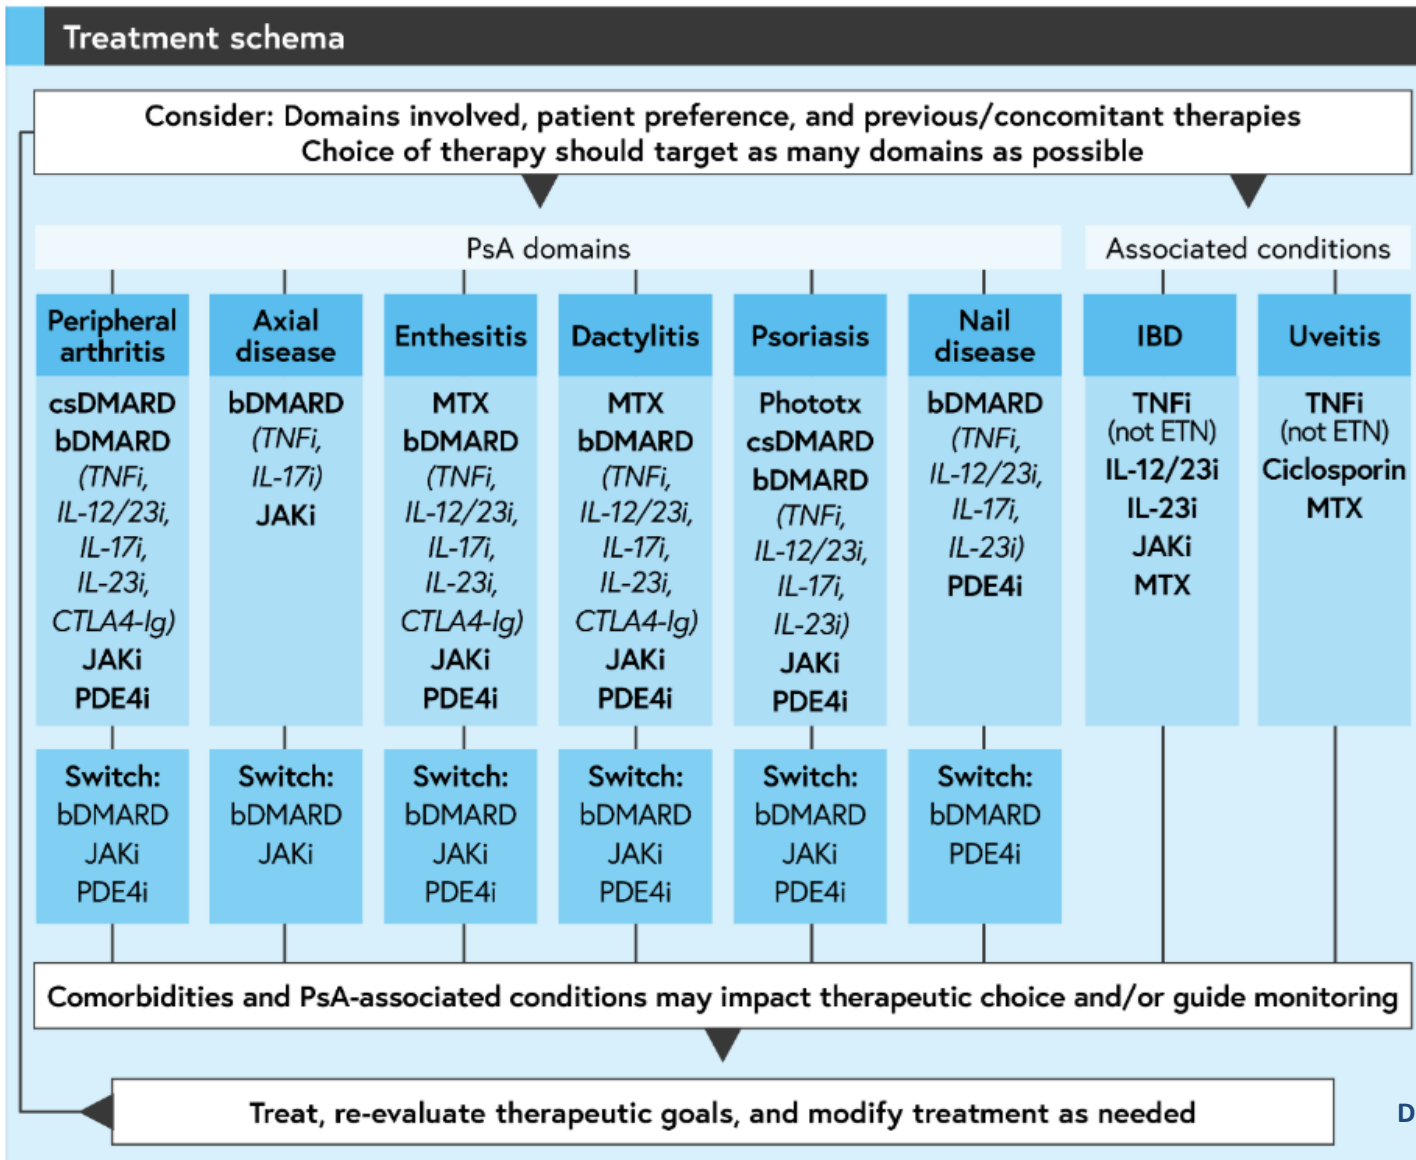 Treatment schema
Consider: Domains involved, patient preference, and previous/concomitant therapies
Choice of therapy should target as many domains as possible
PsA domains
Associated conditions
Peripheral
arthritis
csDMARD
bDMARD
(TNFi,
IL-12/23i,
IL-17i,
IL-23i,
CTLA4-Ig)
JAKi
PDE4i
Switch:
bDMARD
JAKi
PDE4i
Axial
disease
bDMARD
(TNFi,
IL-17i)
JAKi
Switch:
bDMARD
JAKi
Enthesitis
MTX
bDMARD
(TNFi,
IL-12/23i,
IL-17i,
IL-23i,
CTLA4-Ig)
JAKi
PDE4i
Switch:
bDMARD
JAKi
PDE4i
Dactylitis
MTX
bDMARD
(TNFi,
IL-12/23i,
IL-17i,
IL-23i,
CTLA4-Ig)
JAKi
PDE4i
Switch:
bDMARD
JAKi
PDE4i
Psoriasis
Phototx
csDMARD
bDMARD
(TNFi,
IL-12/23i,
IL-17i,
IL-23i)
JAKi
PDE4i
Switch:
bDMARD
JAKi
PDE4i
Nail
disease
bDMARD
(TNFi,
IL-12/23i,
IL-17i,
IL-23i)
PDE4i
Switch:
bDMARD
PDE4i
IBD
TNFi
(not ETN)
IL-12/23i
IL-23i
JAKi
MTX
Uveitis
TNFi
(not ETN)
Ciclosporin
MTX
Comorbidities and PsA-associated conditions may impact therapeutic choice and/or guide monitoring
Treat, re-evaluate therapeutic goals, and modify treatment as needed
D